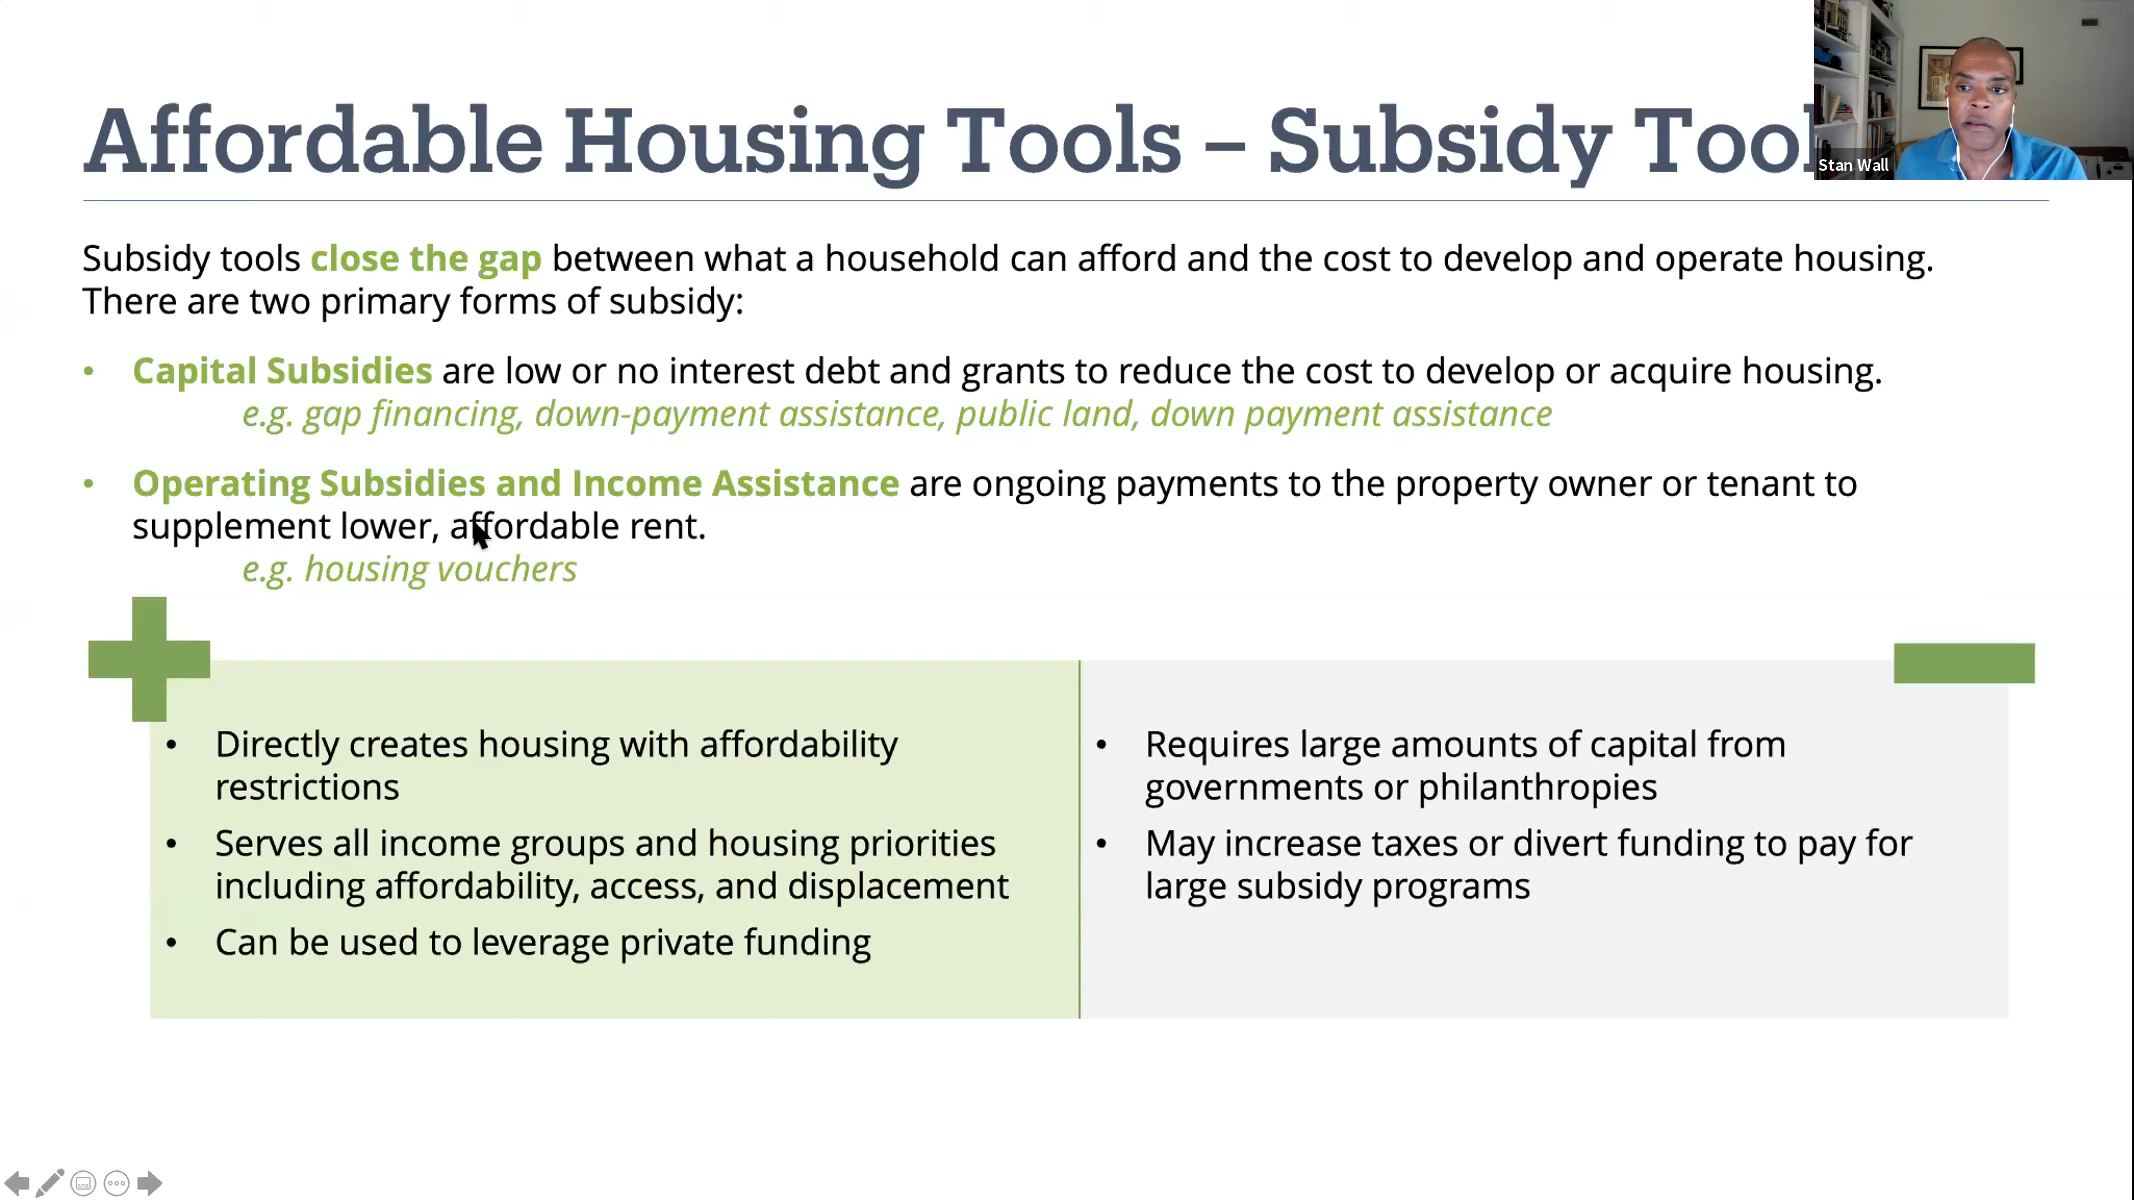 Affordable Housing Tools – Subsidy Tool
Stan Wall
Subsidy tools close the gap between what a household can afford and the cost to develop and operate housing.
There are two primary forms of subsidy:
• Capital Subsidies are low or no interest debt and grants to reduce the cost to develop or acquire housing.
e.g. gap financing, down-payment assistance, public land, down payment assistance
• Operating Subsidies and Income Assistance are ongoing payments to the property owner or tenant to
supplement lower, affordable rent.
e.g. housing vouchers
• Directly creates housing with affordability
restrictions
• Serves all income groups and housing priorities
including affordability, access, and displacement
• Can be used to leverage private funding
• Requires large amounts of capital from
governments or philanthropies
• May increase taxes or divert funding to pay for
large subsidy programs